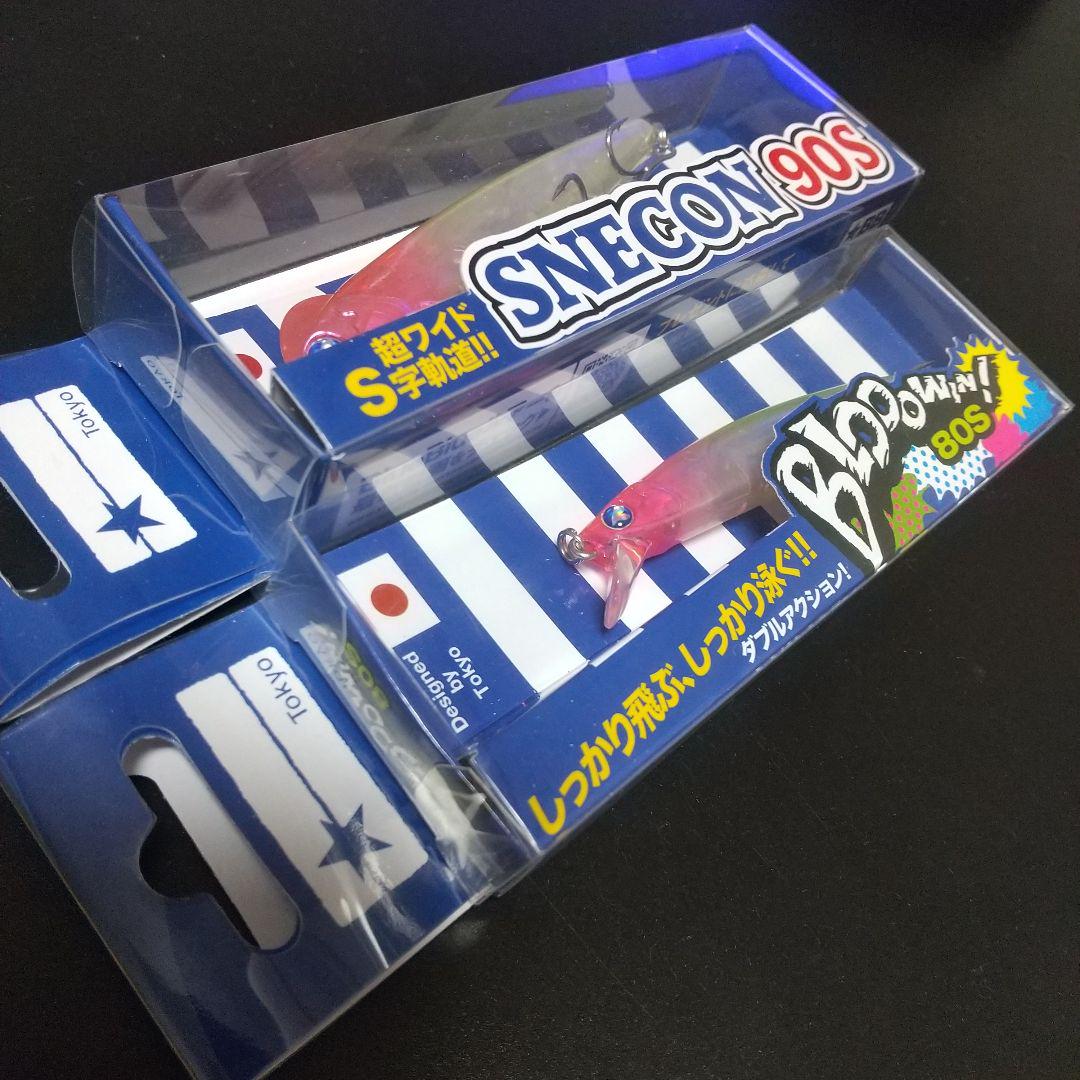 SNECON 90S
超ワイド
S字軌道!!
Tokyo
BlooowiN!
80S
しっかり飛ぶ、しっかり泳ぐ!!
ダブルアクション!
Designed
by
Tokyo
Tokyo